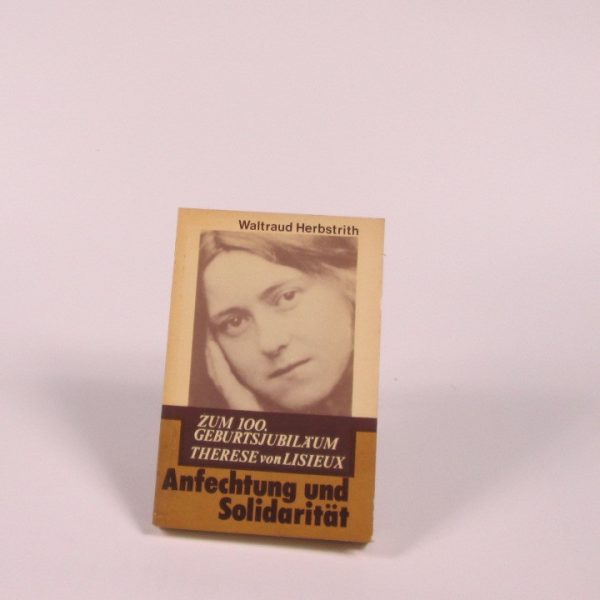 Waltraud Herbstrith
ZUM 100.
GEBURTSJUBILÄUM
THERESE von LISIEUX
Anfechtung und
Solidarität